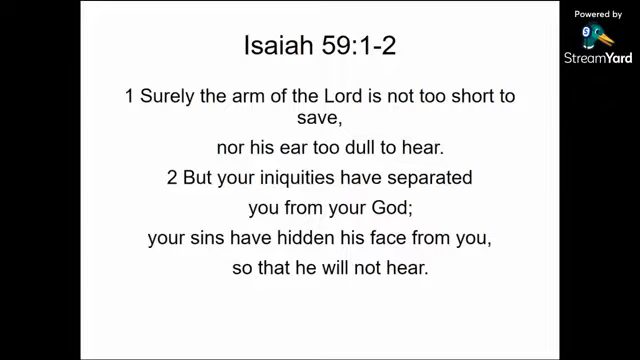 Powered by
StreamYard
Isaiah 59:1-2
1 Surely the arm of the Lord is not too short to
save,
nor his ear too dull to hear.
2 But your iniquities have separated
you from your God;
your sins have hidden his face from you,
so that he will not hear.